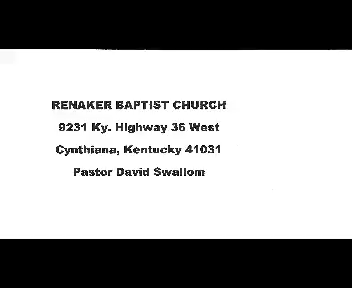 RENAKER BAPTIST CHURCH
9231 Ky. Highway 36 West
Cynthiana, Kentucky 41031
Pastor David Swallom